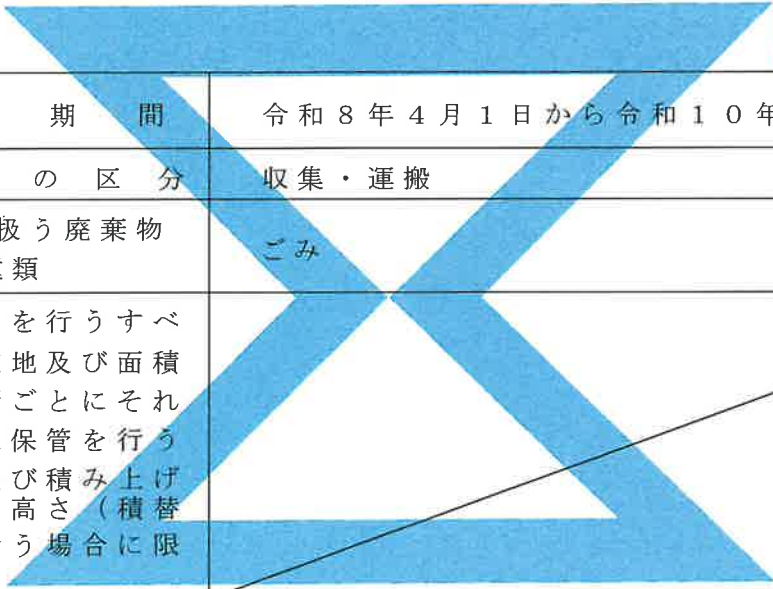 期間 令和8年4月1日から令和10年
の区分 収集・運搬
扱う廃棄物
類 ごみ
を行うすべ
地及び面積
ごとにそれ
保管を行う
び積み上げ
高さ（積替
う場合に限